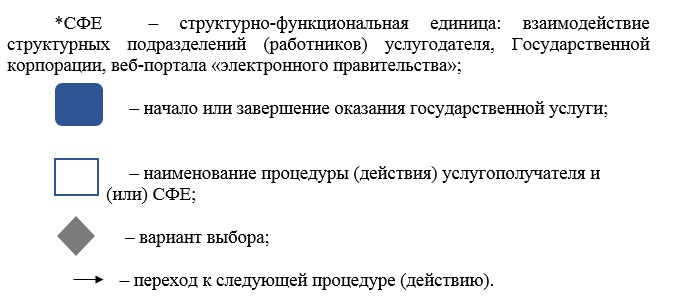 *СФЕ – структурно-функциональная единица: взаимодействие
структурных подразделений (работников) услугодателя, Государственной
корпорации, веб-портала «электронного правительства»;
– начало или завершение оказания государственной услуги;
– наименование процедуры (действия) услугополучателя и
(или) СФЕ;
– вариант выбора;
– переход к следующей процедуре (действию).